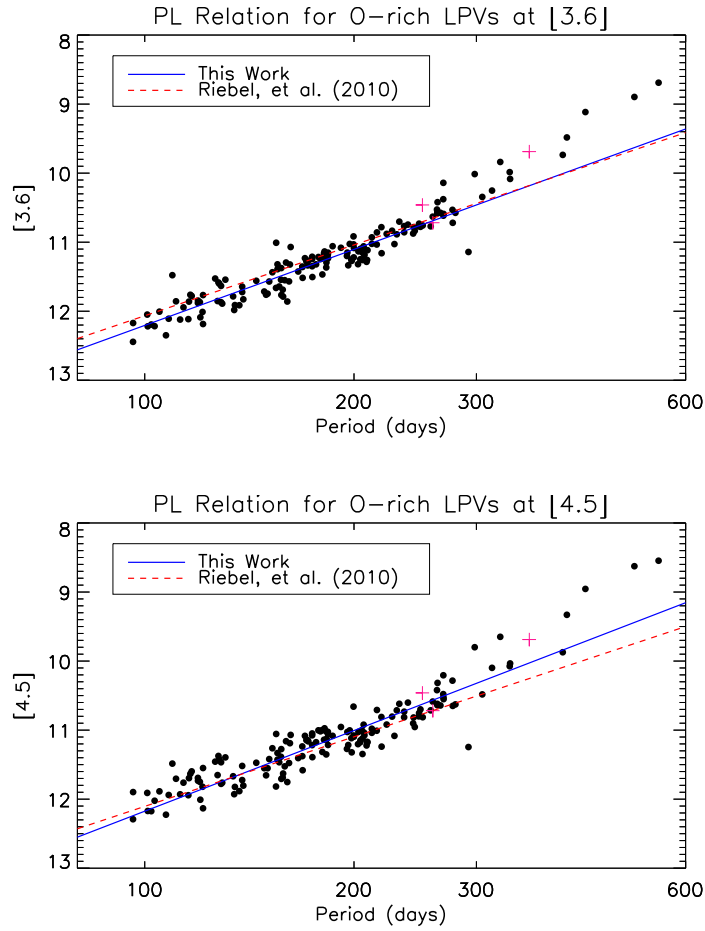 PL Relation for O-rich LPVs at [3.6]
8
This Work
Riebel, et al. (2010)
9
10
[3.6]
11
12
13
100
200
300
600
Period (days)
PL Relation for O-rich LPVs at [4.5]
8
This Work
Riebel, et al. (2010)
9
10
[4.5]
11
12
13
100
200
300
600
Period (days)